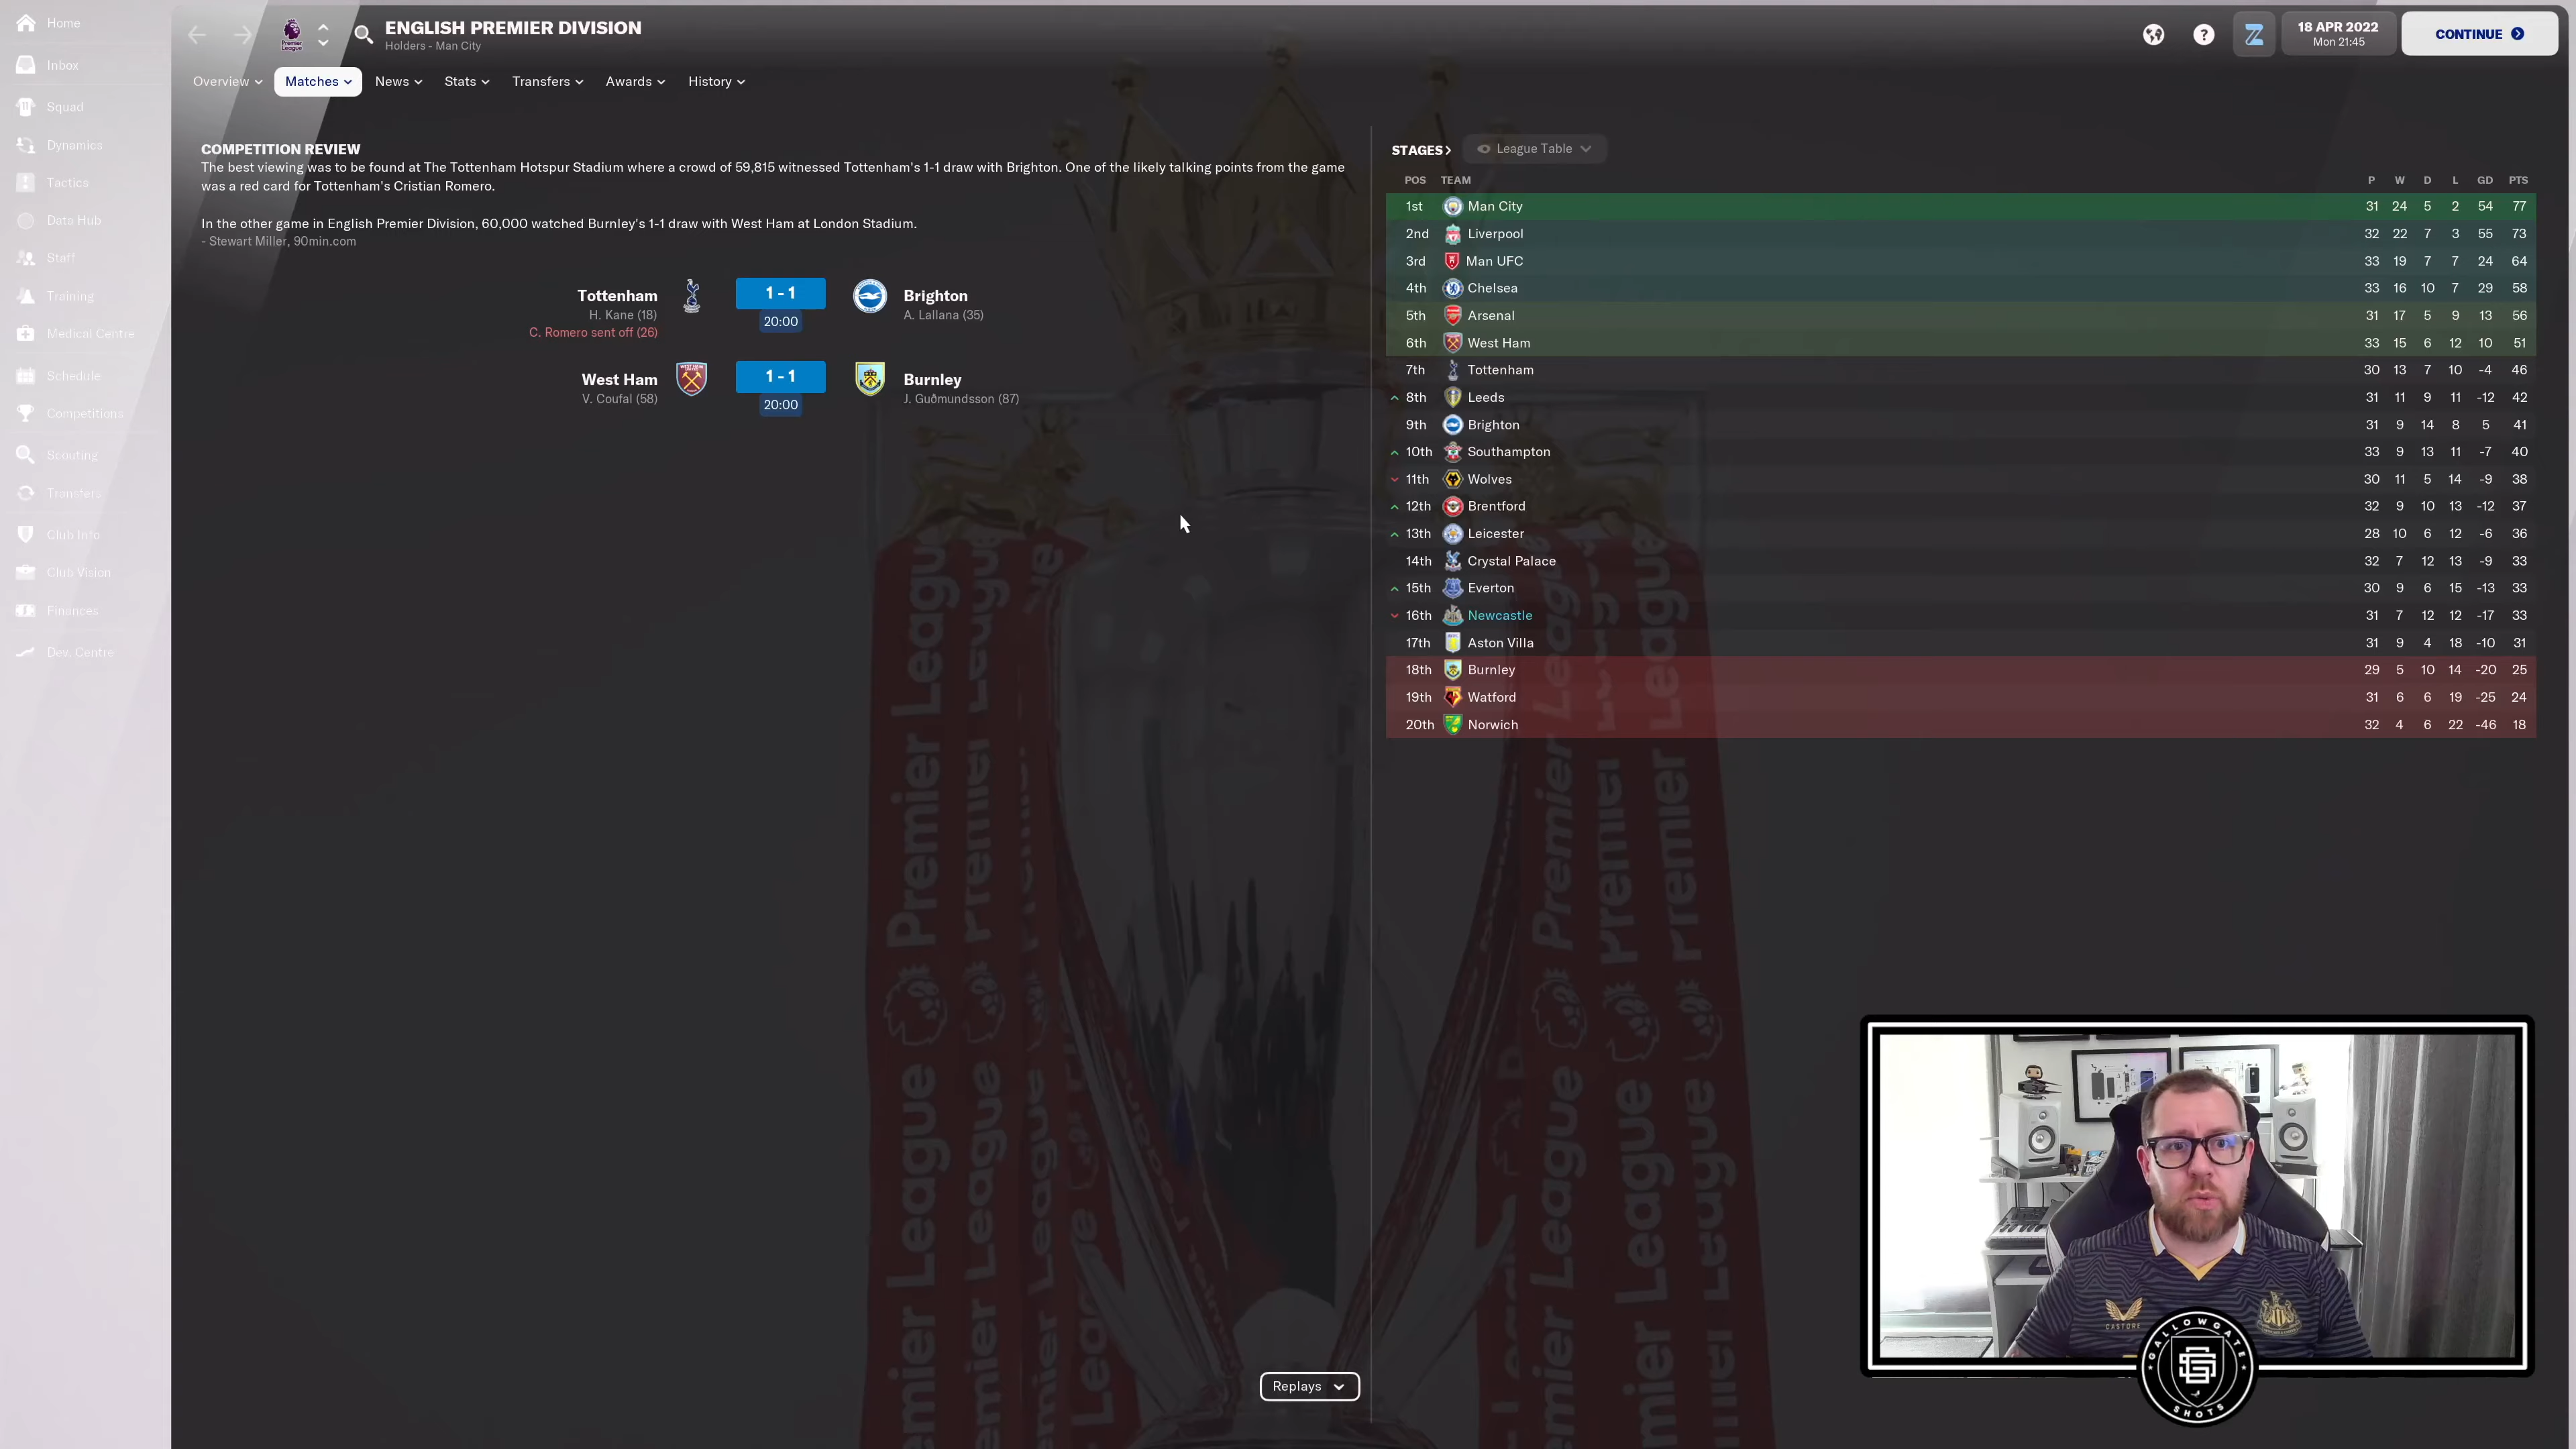 Home
Inbox
Squad
Dynamics
Tactics
Data Hub
Staff
Training
Medical Centre
Schedule
Competitions
Scouting
Transfers
Club Info
Club Vision
Finances
Dev. Centre
Premier League
ENGLISH PREMIER DIVISION
Holders - Man City
18 APR 2022
Mon 21:45
CONTINUE
Overview Matches News Stats Transfers Awards History
COMPETITION REVIEW
The best viewing was to be found at The Tottenham Hotspur Stadium where a crowd of 59,815 witnessed Tottenham's 1-1 draw with Brighton. One of the likely talking points from the game
was a red card for Tottenham's Cristian Romero.
In the other game in English Premier Division, 60,000 watched Burnley's 1-1 draw with West Ham at London Stadium.
- Stewart Miller, 90min.com
Tottenham 1 - 1 Brighton
H. Kane (18) 20:00 A. Lallana (35)
C. Romero sent off (26)
West Ham 1 - 1 Burnley
V. Coufal (58) 20:00 J. Guðmundsson (87)
Replays
STAGES League Table
POS TEAM P W D L GD PTS
1st Man City 31 24 5 2 54 77
2nd Liverpool 32 22 7 3 55 73
3rd Man UFC 33 19 7 7 24 64
4th Chelsea 33 16 10 7 29 58
5th Arsenal 31 17 5 9 13 56
6th West Ham 33 15 6 12 10 51
7th Tottenham 30 13 7 10 -4 46
8th Leeds 31 11 9 11 -12 42
9th Brighton 31 9 14 8 5 41
10th Southampton 33 9 13 11 -7 40
11th Wolves 30 11 5 14 -9 38
12th Brentford 32 9 10 13 -12 37
13th Leicester 28 10 6 12 -6 36
14th Crystal Palace 32 7 12 13 -9 33
15th Everton 30 9 6 15 -13 33
16th Newcastle 31 7 12 12 -17 33
17th Aston Villa 31 9 4 18 -10 31
18th Burnley 29 5 10 14 -20 25
19th Watford 31 6 6 19 -25 24
20th Norwich 32 4 6 22 -46 18
Premier League
Premier League
Premier League
Premier League
CASTORE
GALLOWGATE
SHOTS